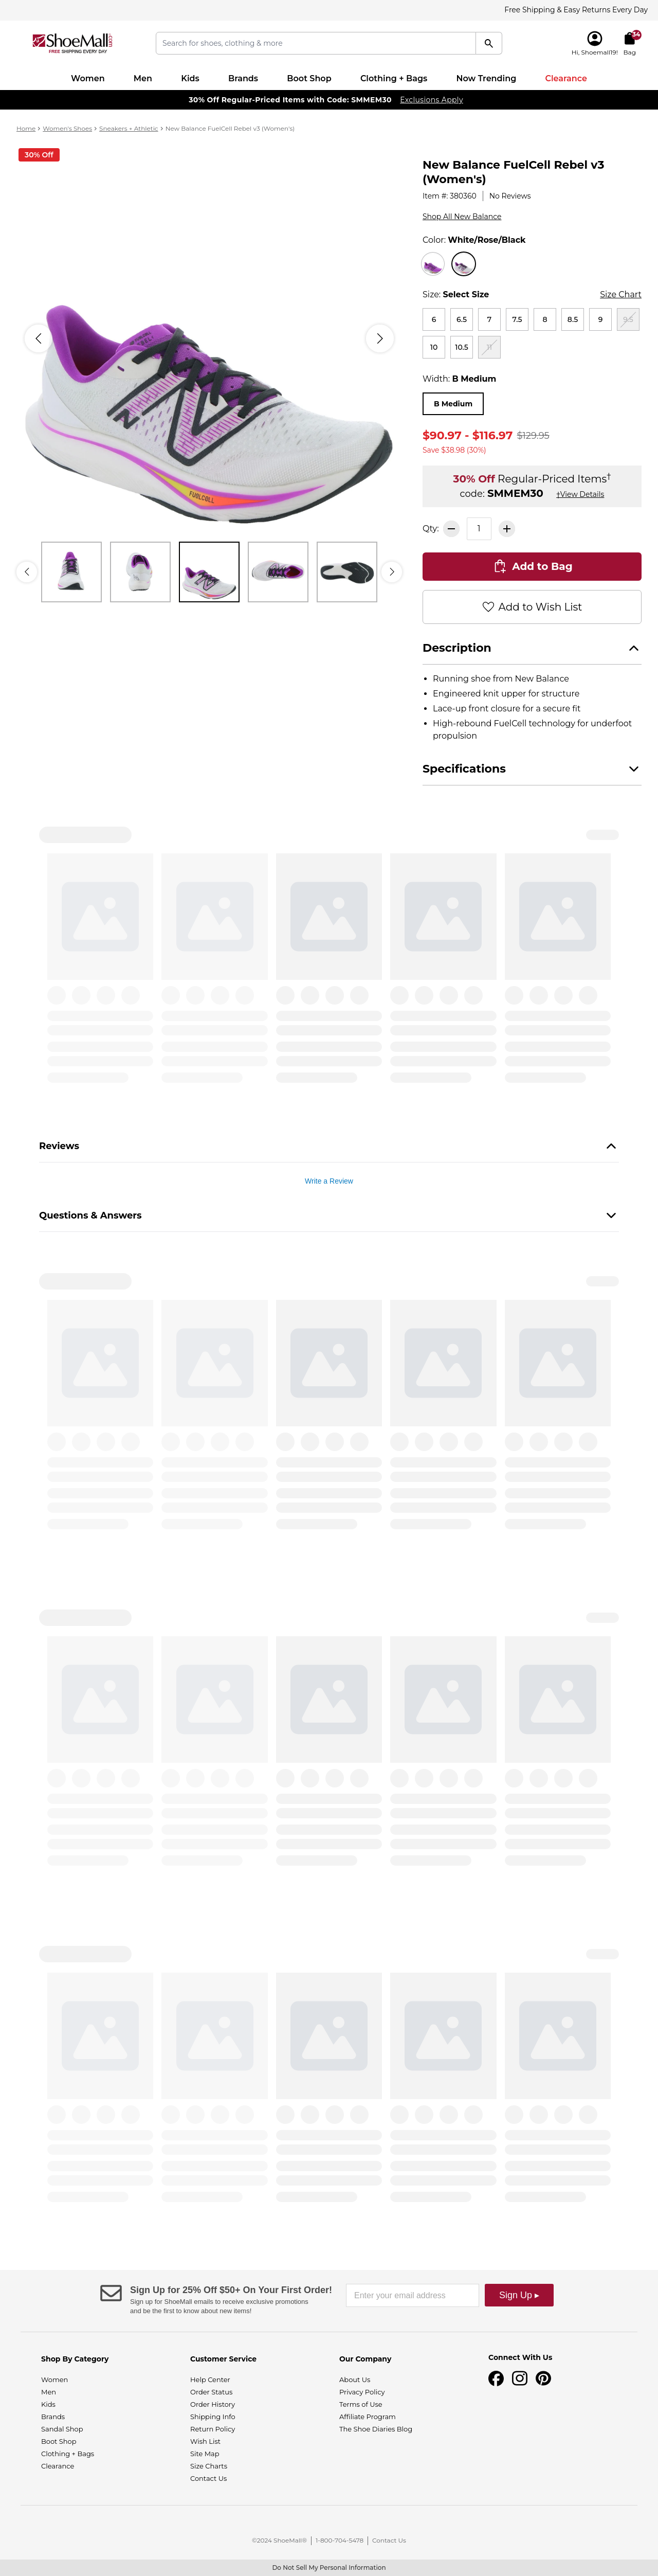 Free Shipping & Easy Returns Every Day
ShoeMall.com
FREE SHIPPING EVERY DAY
Search for shoes, clothing & more
34
Hi, Shoemall19!
Bag
Women
Men
Kids
Brands
Boot Shop
Clothing + Bags
Now Trending
Clearance
30% Off Regular-Priced Items with Code: SMMEM30 Exclusions Apply
Home > Women's Shoes > Sneakers + Athletic > New Balance FuelCell Rebel v3 (Women's)
30% Off
FUELCELL
New Balance FuelCell Rebel v3
(Women's)
Item #: 380360 | No Reviews
Shop All New Balance
Color: White/Rose/Black
Size: Select Size
Size Chart
6
6.5
7
7.5
8
8.5
9
9.5
10
10.5
11
Width: B Medium
B Medium
$90.97 - $116.97 $129.95
Save $38.98 (30%)
30% Off Regular-Priced Items†
code: SMMEM30 †View Details
Qty: 1
Add to Bag
Add to Wish List
Description
• Running shoe from New Balance
• Engineered knit upper for structure
• Lace-up front closure for a secure fit
• High-rebound FuelCell technology for underfoot
propulsion
Specifications
Reviews
Write a Review
Questions & Answers
Sign Up for 25% Off $50+ On Your First Order!
Sign up for ShoeMall emails to receive exclusive promotions
and be the first to know about new items!
Enter your email address
Sign Up ▸
Shop By Category
Women
Men
Kids
Brands
Sandal Shop
Boot Shop
Clothing + Bags
Clearance
Customer Service
Help Center
Order Status
Order History
Shipping Info
Return Policy
Wish List
Site Map
Size Charts
Contact Us
Our Company
About Us
Privacy Policy
Terms of Use
Affiliate Program
The Shoe Diaries Blog
Connect With Us
©2024 ShoeMall® | 1-800-704-5478 | Contact Us
Do Not Sell My Personal Information